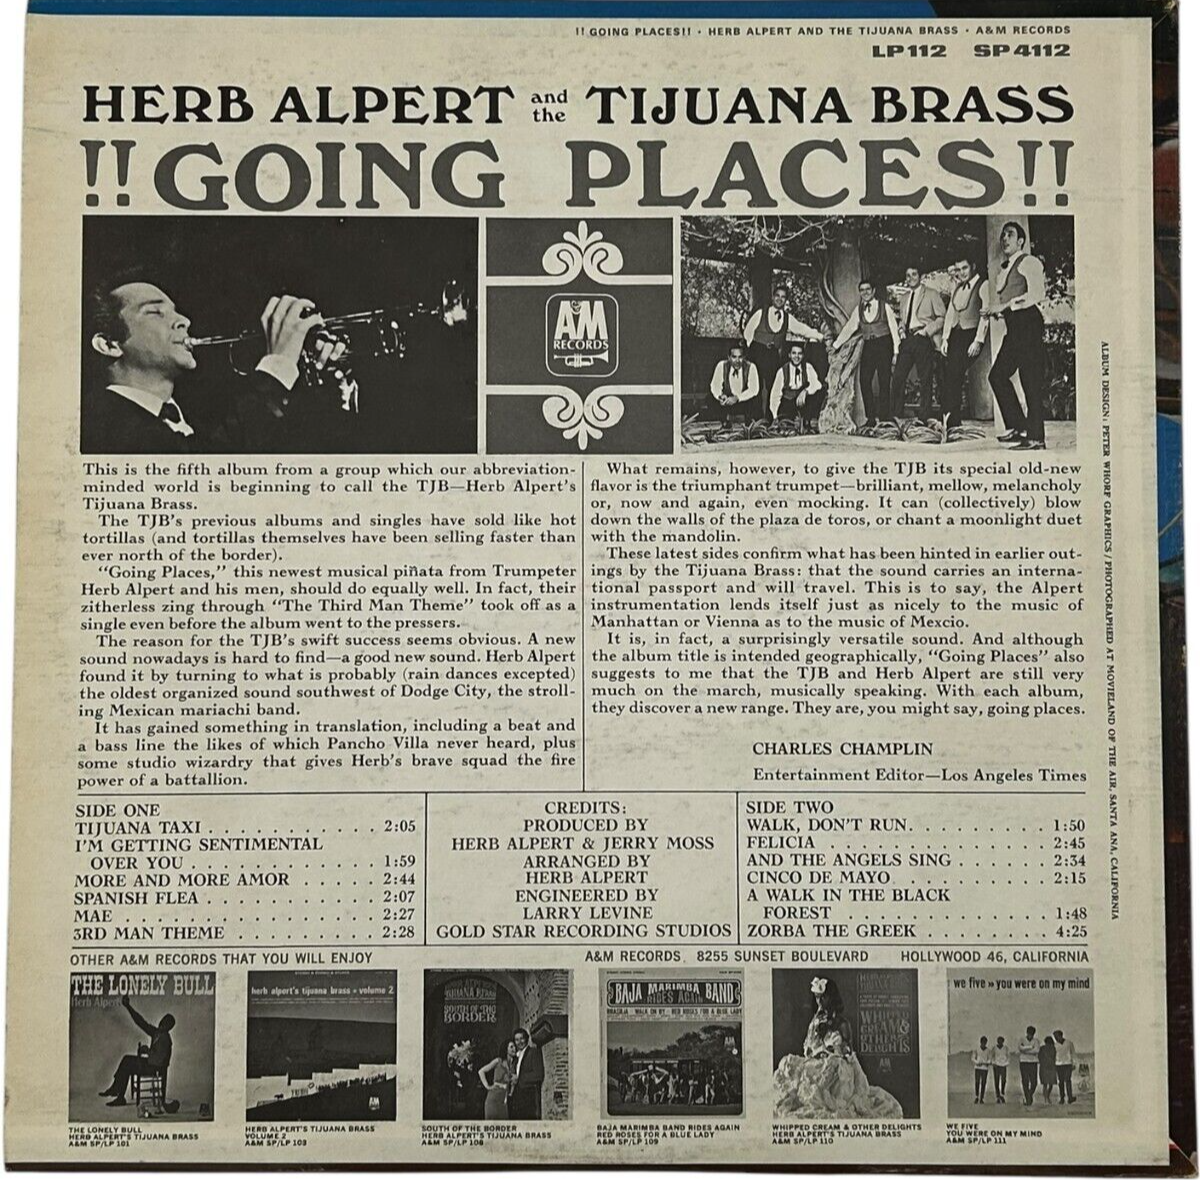 !! GOING PLACES!! • HERB ALPERT AND THE TIJUANA BRASS • A&M RECORDS
LP112 SP4112
HERB ALPERT and the TIJUANA BRASS
!!GOING PLACES!!
A&M
RECORDS
This is the fifth album from a group which our abbreviation-
minded world is beginning to call the TJB—Herb Alpert's
Tijuana Brass.
The TJB's previous albums and singles have sold like hot
tortillas (and tortillas themselves have been selling faster than
ever north of the border).
"Going Places," this newest musical piñata from Trumpeter
Herb Alpert and his men, should do equally well. In fact, their
zitherless zing through "The Third Man Theme" took off as a
single even before the album went to the pressers.
The reason for the TJB's swift success seems obvious. A new
sound nowadays is hard to find—a good new sound. Herb Alpert
found it by turning to what is probably (rain dances excepted)
the oldest organized sound southwest of Dodge City, the stroll-
ing Mexican mariachi band.
It has gained something in translation, including a beat and
a bass line the likes of which Pancho Villa never heard, plus
some studio wizardry that gives Herb's brave squad the fire
power of a battallion.
What remains, however, to give the TJB its special old-new
flavor is the triumphant trumpet—brilliant, mellow, melancholy
or, now and again, even mocking. It can (collectively) blow
down the walls of the plaza de toros, or chant a moonlight duet
with the mandolin.
These latest sides confirm what has been hinted in earlier out-
ings by the Tijuana Brass: that the sound carries an interna-
tional passport and will travel. This is to say, the Alpert
instrumentation lends itself just as nicely to the music of
Manhattan or Vienna as to the music of Mexcio.
It is, in fact, a surprisingly versatile sound. And although
the album title is intended geographically, "Going Places" also
suggests to me that the TJB and Herb Alpert are still very
much on the march, musically speaking. With each album,
they discover a new range. They are, you might say, going places.
CHARLES CHAMPLIN
Entertainment Editor—Los Angeles Times
ALBUM DESIGN: PETER WHORF GRAPHICS / PHOTOGRAPHED AT MOVIELAND OF THE AIR, SANTA ANA, CALIFORNIA
SIDE ONE
TIJUANA TAXI . . . . . . . . . . . 2:05
I'M GETTING SENTIMENTAL
OVER YOU . . . . . . . . . . . . 1:59
MORE AND MORE AMOR . . . . . 2:44
SPANISH FLEA . . . . . . . . . . . 2:07
MAE . . . . . . . . . . . . . . . . 2:27
3RD MAN THEME . . . . . . . . . 2:28
CREDITS:
PRODUCED BY
HERB ALPERT & JERRY MOSS
ARRANGED BY
HERB ALPERT
ENGINEERED BY
LARRY LEVINE
GOLD STAR RECORDING STUDIOS
SIDE TWO
WALK, DON'T RUN. . . . . . . . . 1:50
FELICIA . . . . . . . . . . . . . . 2:45
AND THE ANGELS SING . . . . . . 2:34
CINCO DE MAYO . . . . . . . . . . 2:15
A WALK IN THE BLACK
FOREST . . . . . . . . . . . . . 1:48
ZORBA THE GREEK . . . . . . . . 4:25
OTHER A&M RECORDS THAT YOU WILL ENJOY
A&M RECORDS, 8255 SUNSET BOULEVARD HOLLYWOOD 46, CALIFORNIA
THE LONELY BULL
Herb Alpert
herb alpert's tijuana brass • volume 2
TIJUANA BRASS
SOUTH OF THE
BORDER
BAJA MARIMBA BAND
RIDES AGAIN
BRASILIA • WALK ON BY • RED ROSES FOR A BLUE LADY
WHIPPED
CREAM &
OTHER
DELIGHTS
we five » you were on my mind
THE LONELY BULL
HERB ALPERT'S TIJUANA BRASS
A&M SP/LP 101
HERB ALPERT'S TIJUANA BRASS
VOLUME 2
A&M SP/LP 103
SOUTH OF THE BORDER
HERB ALPERT'S TIJUANA BRASS
A&M SP/LP 108
BAJA MARIMBA BAND RIDES AGAIN
RED ROSES FOR A BLUE LADY
A&M SP/LP 109
WHIPPED CREAM & OTHER DELIGHTS
HERB ALPERT'S TIJUANA BRASS
A&M SP/LP 110
WE FIVE
YOU WERE ON MY MIND
A&M SP/LP 111